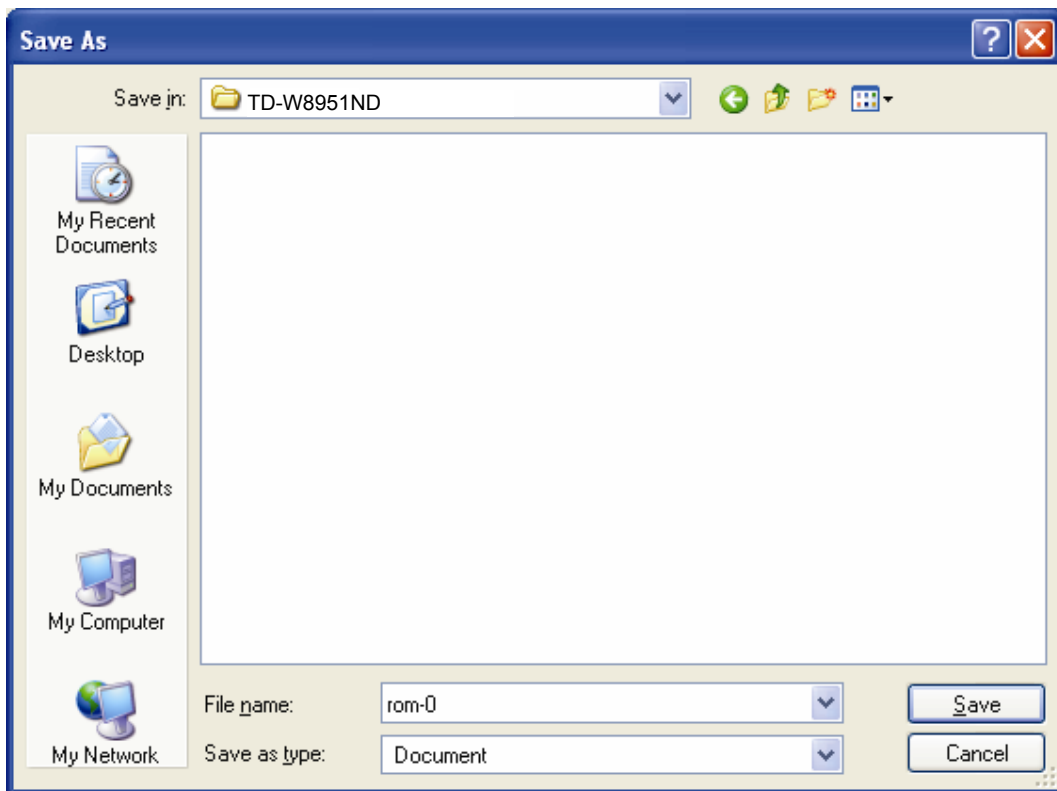 Save As
Save in:
TD-W8951ND
My Recent
Documents
Desktop
My Documents
My Computer
My Network
File name:
rom-0
Save
Save as type:
Document
Cancel